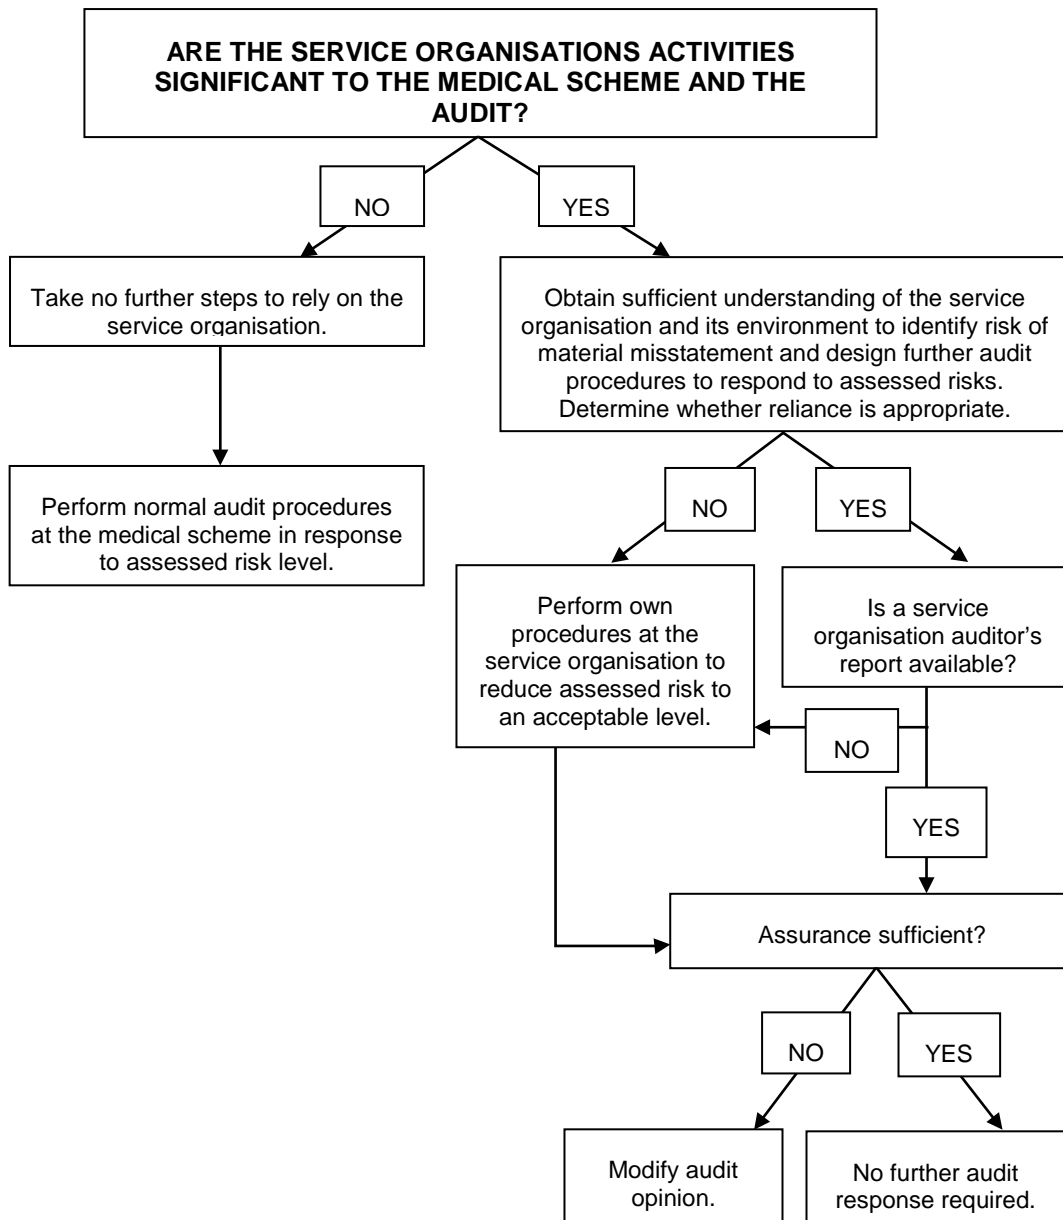 ARE THE SERVICE ORGANISATIONS ACTIVITIES
SIGNIFICANT TO THE MEDICAL SCHEME AND THE
AUDIT?
NO
YES
Take no further steps to rely on the
service organisation.
Obtain sufficient understanding of the service
organisation and its environment to identify risk of
material misstatement and design further audit
procedures to respond to assessed risks.
Determine whether reliance is appropriate.
Perform normal audit procedures
at the medical scheme in response
to assessed risk level.
NO
YES
Perform own
procedures at the
service organisation to
reduce assessed risk to
an acceptable level.
Is a service
organisation auditor's
report available?
NO
YES
Assurance sufficient?
NO
YES
Modify audit
opinion.
No further audit
response required.